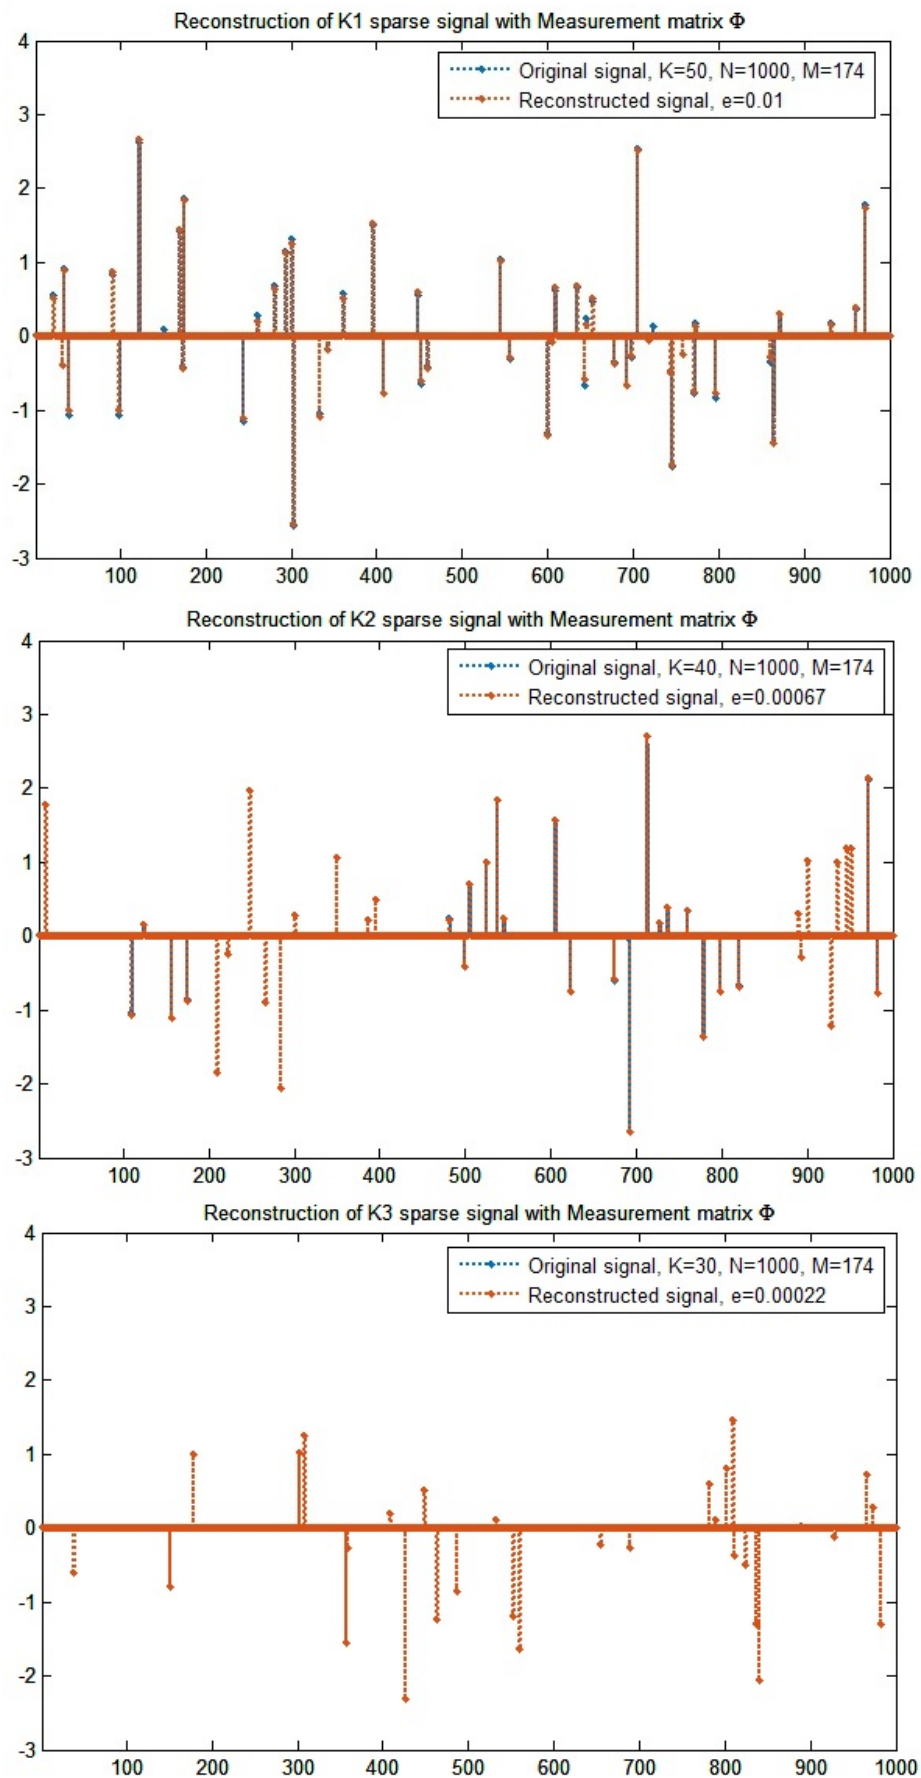 Reconstruction of K1 sparse signal with Measurement matrix Φ
4
Original signal, K=50, N=1000, M=174
Reconstructed signal, e=0.01
3
2
1
0
-1
-2
-3
100 200 300 400 500 600 700 800 900 1000
Reconstruction of K2 sparse signal with Measurement matrix Φ
4
Original signal, K=40, N=1000, M=174
Reconstructed signal, e=0.00067
3
2
1
0
-1
-2
-3
100 200 300 400 500 600 700 800 900 1000
Reconstruction of K3 sparse signal with Measurement matrix Φ
4
Original signal, K=30, N=1000, M=174
Reconstructed signal, e=0.00022
3
2
1
0
-1
-2
-3
100 200 300 400 500 600 700 800 900 1000